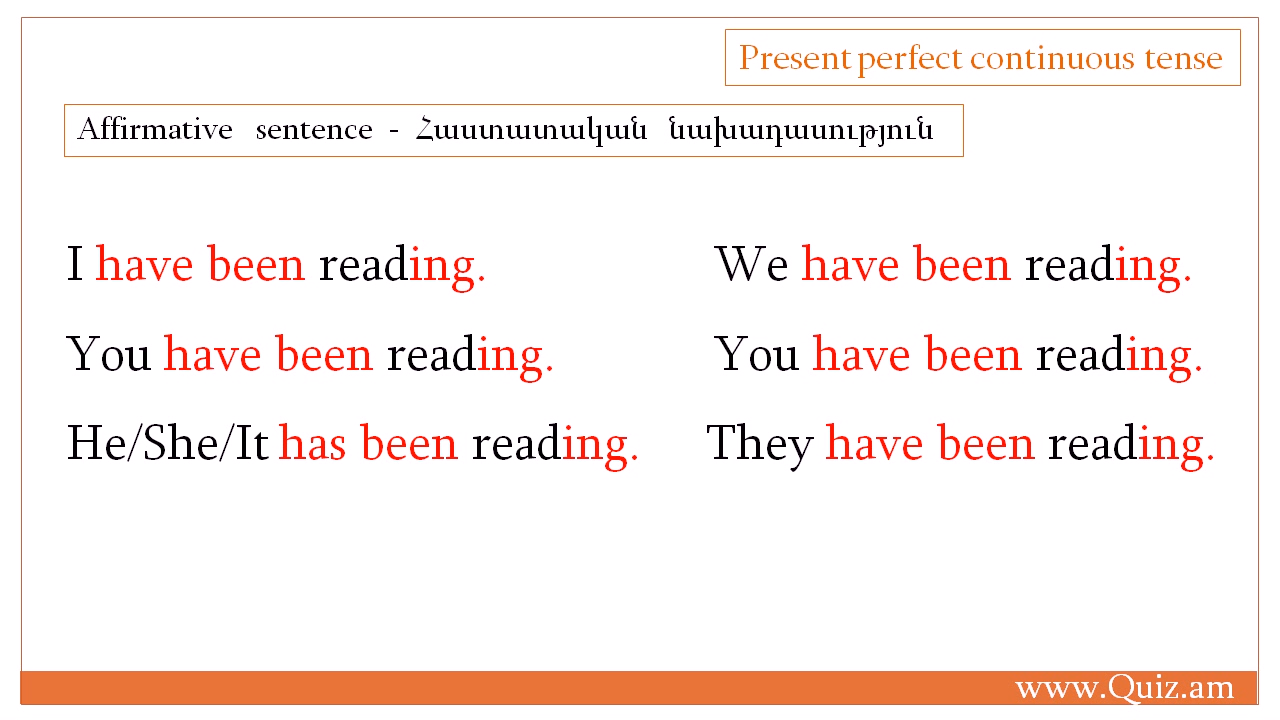 Present perfect continuous tense
Affirmative sentence - Հաստատական նախադասություն
I have been reading.
You have been reading.
He/She/It has been reading.
We have been reading.
You have been reading.
They have been reading.
www.Quiz.am